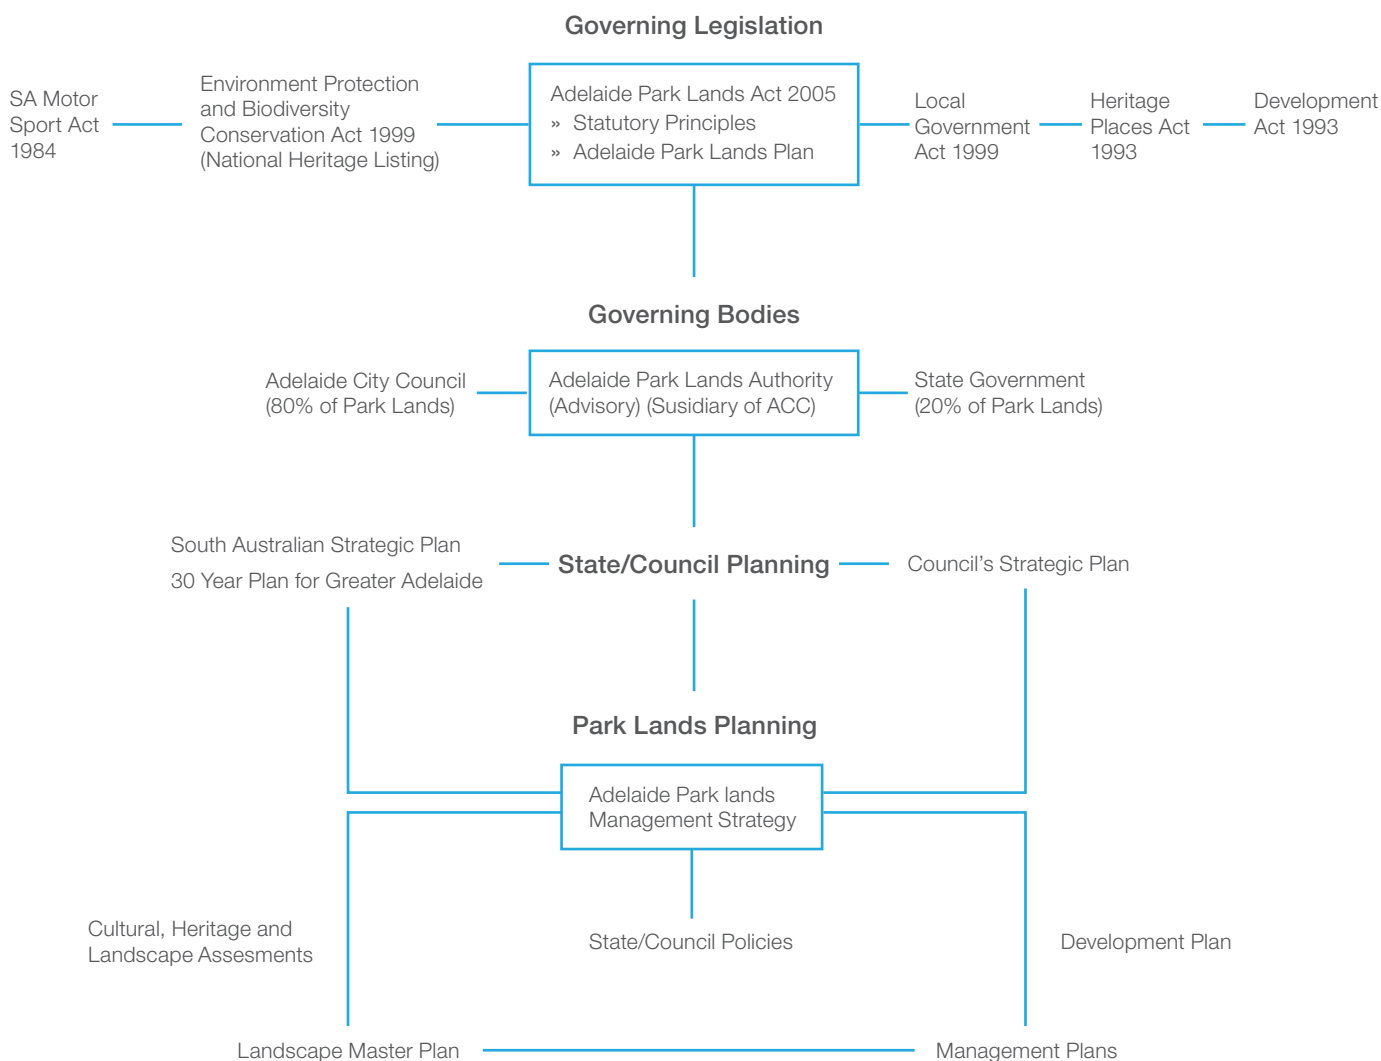 Governing Legislation
SA Motor
Sport Act
1984
Environment Protection
and Biodiversity
Conservation Act 1999
(National Heritage Listing)
Adelaide Park Lands Act 2005
» Statutory Principles
» Adelaide Park Lands Plan
Local
Government
Act 1999
Heritage
Places Act
1993
Development
Act 1993
Governing Bodies
Adelaide City Council
(80% of Park Lands)
Adelaide Park Lands Authority
(Advisory) (Susidiary of ACC)
State Government
(20% of Park Lands)
South Australian Strategic Plan
30 Year Plan for Greater Adelaide
State/Council Planning
Council’s Strategic Plan
Park Lands Planning
Adelaide Park lands
Management Strategy
Cultural, Heritage and
Landscape Assesments
State/Council Policies
Development Plan
Landscape Master Plan
Management Plans